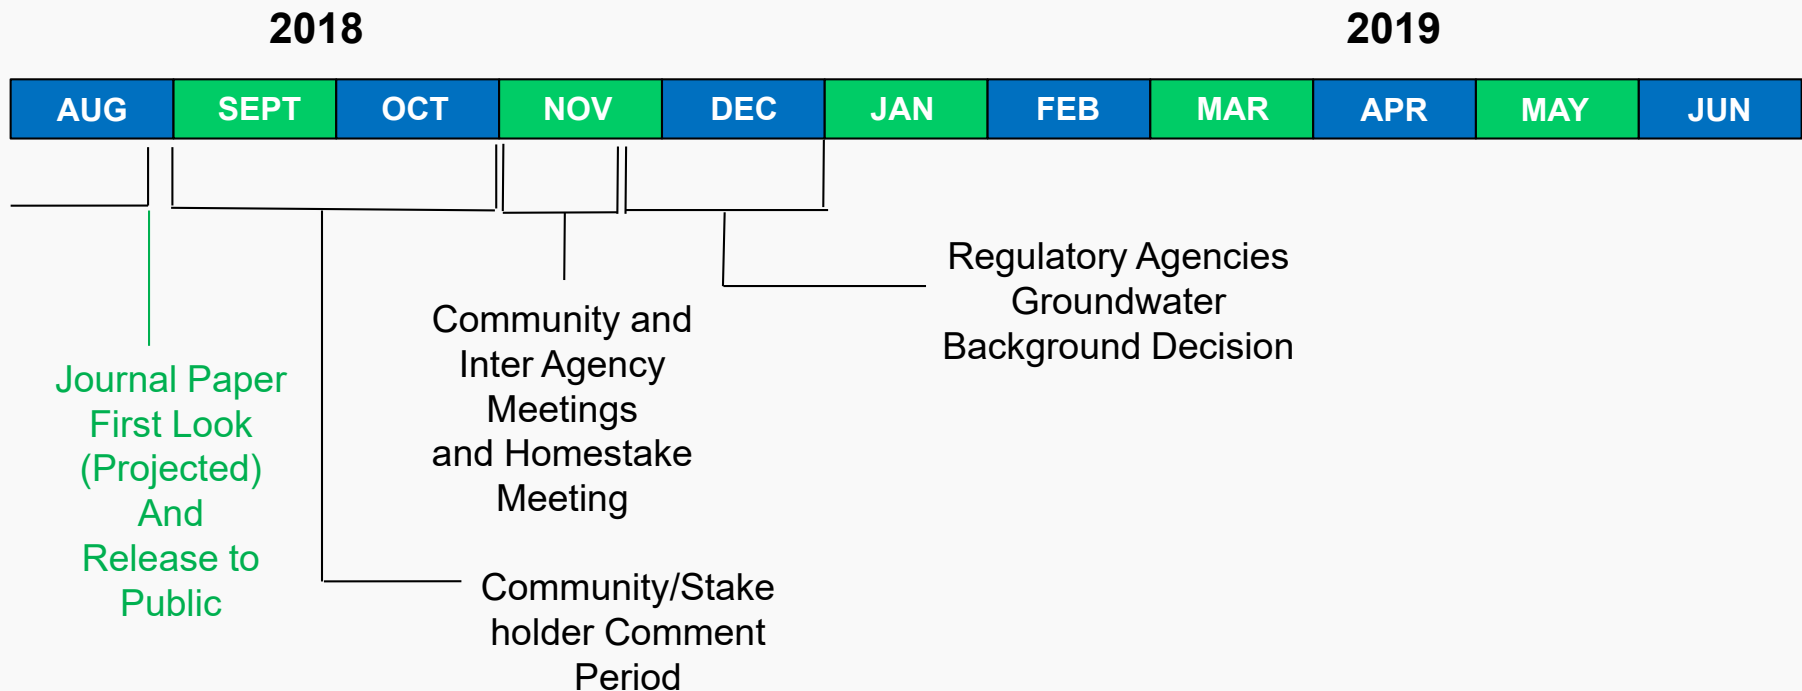 2018
2019
AUG SEPT OCT NOV DEC JAN FEB MAR APR MAY JUN
Journal Paper
First Look
(Projected)
And
Release to
Public
Community and
Inter Agency
Meetings
and Homestake
Meeting
Community/Stake
holder Comment
Period
Regulatory Agencies
Groundwater
Background Decision